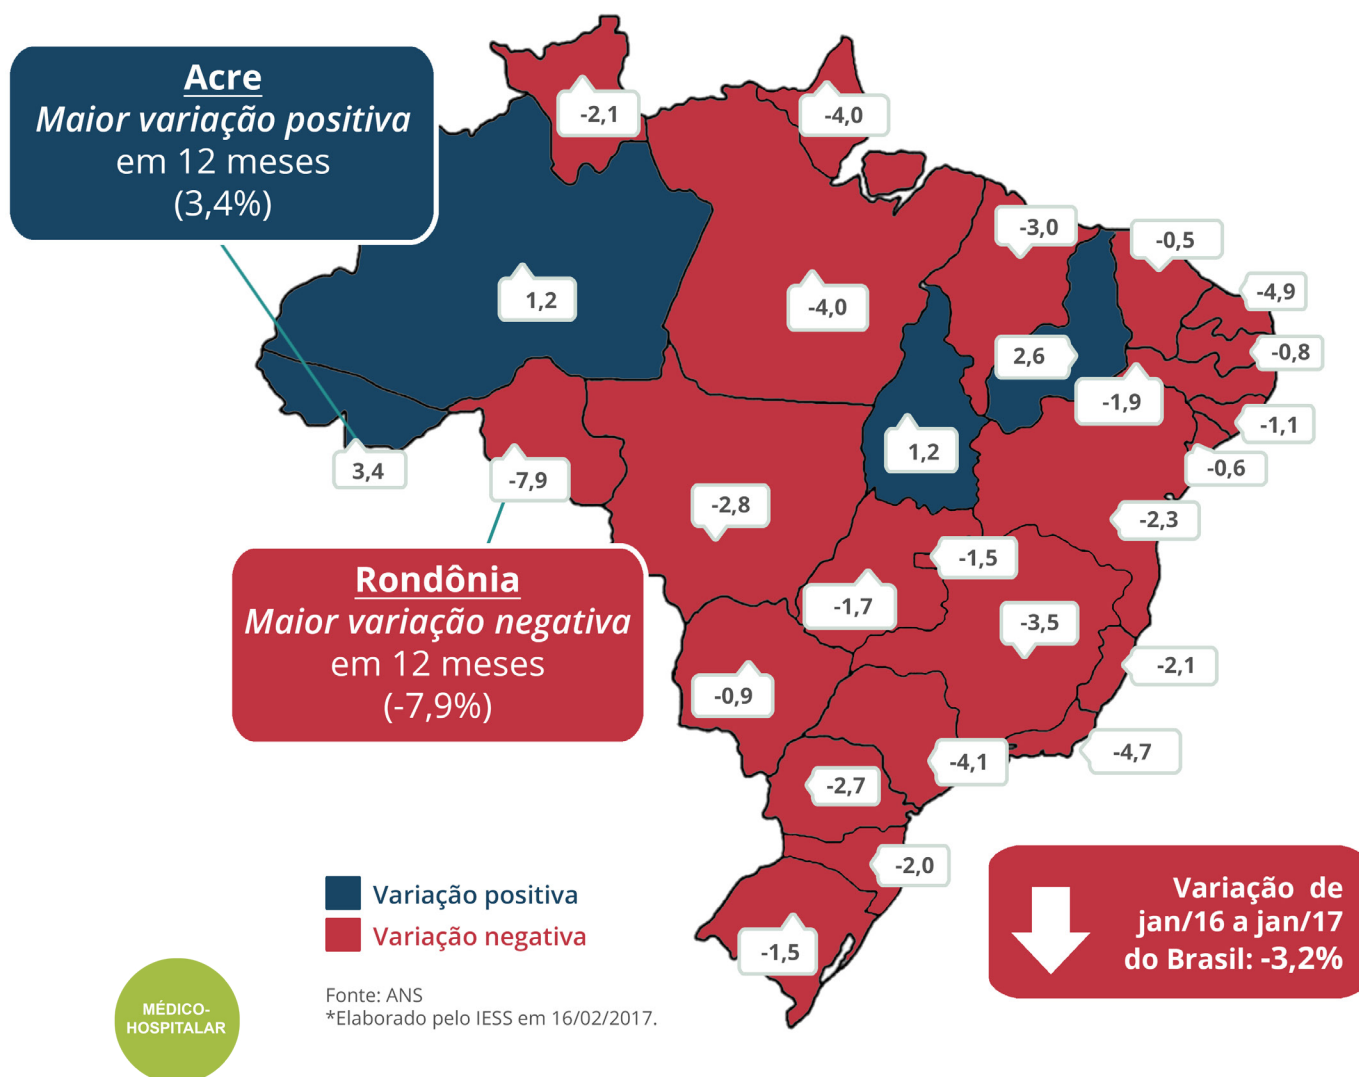 Acre
Maior variação positiva
em 12 meses
(3,4%)
-2,1
-4,0
-3,0
-0,5
-4,9
1,2
-4,0
2,6
-0,8
-1,9
-1,1
1,2
3,4
-7,9
-0,6
-2,8
-2,3
-1,5
Rondônia
Maior variação negativa
em 12 meses
(-7,9%)
-1,7
-3,5
-2,1
-0,9
-4,7
-4,1
-2,7
-2,0
-1,5
Variação positiva
Variação negativa
Variação de
jan/16 a jan/17
do Brasil: -3,2%
MÉDICO-
HOSPITALAR
Fonte: ANS
*Elaborado pelo IESS em 16/02/2017.